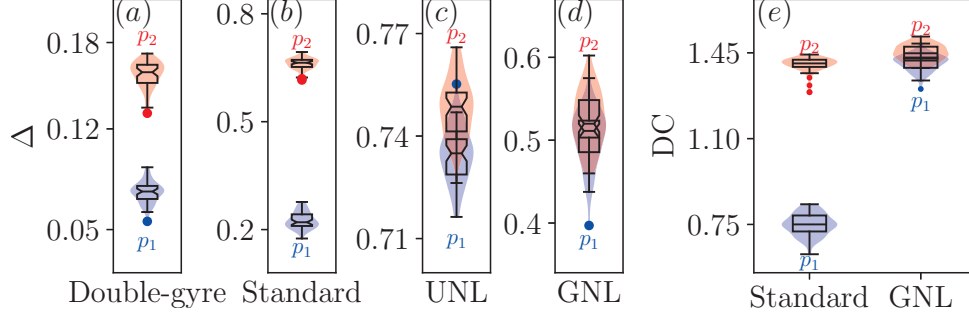 (a)
p2
0.18
0.12
0.05
Δ
p1
Double-gyre
(b)
0.8
p2
0.5
0.2
p1
Standard
(c)
0.77
p2
0.74
0.71
p1
UNL
(d)
p2
0.6
0.5
0.4
p1
GNL
(e)
1.45
1.10
0.75
DC
p2
p1
p2
p1
Standard
GNL